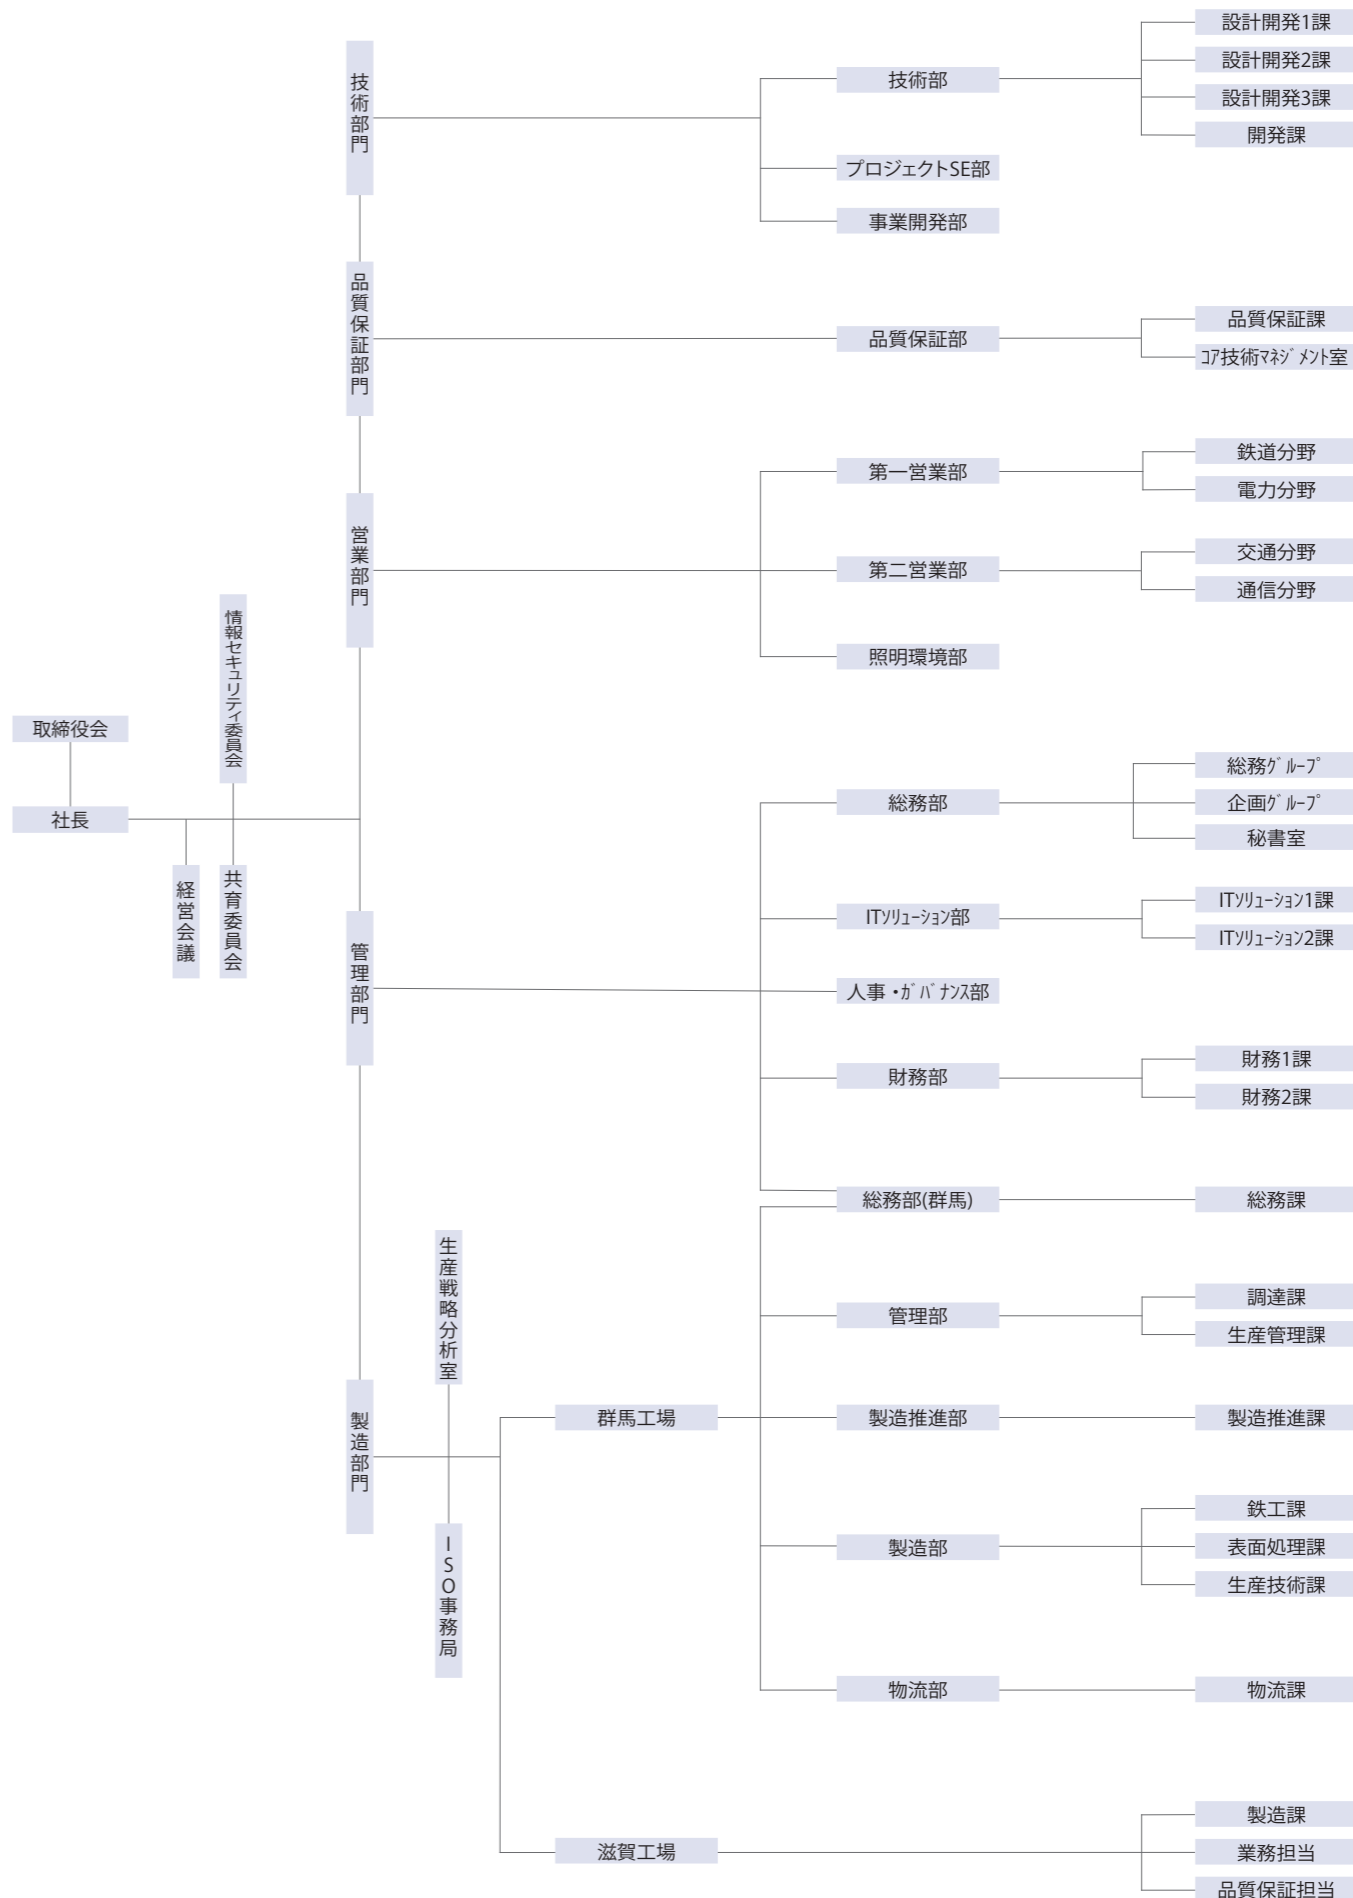 取締役会
社長
経営会議
情報セキュリティ委員会
共育委員会
技術部門
技術部
設計開発1課
設計開発2課
設計開発3課
開発課
プロジェクトSE部
事業開発部
品質保証部門
品質保証部
品質保証課
ｺｱ技術ﾏﾈｼﾞﾒﾝﾄ室
営業部門
第一営業部
鉄道分野
電力分野
第二営業部
交通分野
通信分野
照明環境部
管理部門
総務部
総務ｸﾞﾙｰﾌﾟ
企画ｸﾞﾙｰﾌﾟ
秘書室
ITｿﾘｭｰｼｮﾝ部
ITｿﾘｭｰｼｮﾝ1課
ITｿﾘｭｰｼｮﾝ2課
人事・ｶﾞﾊﾞﾅﾝｽ部
財務部
財務1課
財務2課
総務部(群馬)
総務課
製造部門
生産戦略分析室
ISO事務局
群馬工場
管理部
調達課
生産管理課
製造推進部
製造推進課
製造部
鉄工課
表面処理課
生産技術課
物流部
物流課
滋賀工場
製造課
業務担当
品質保証担当